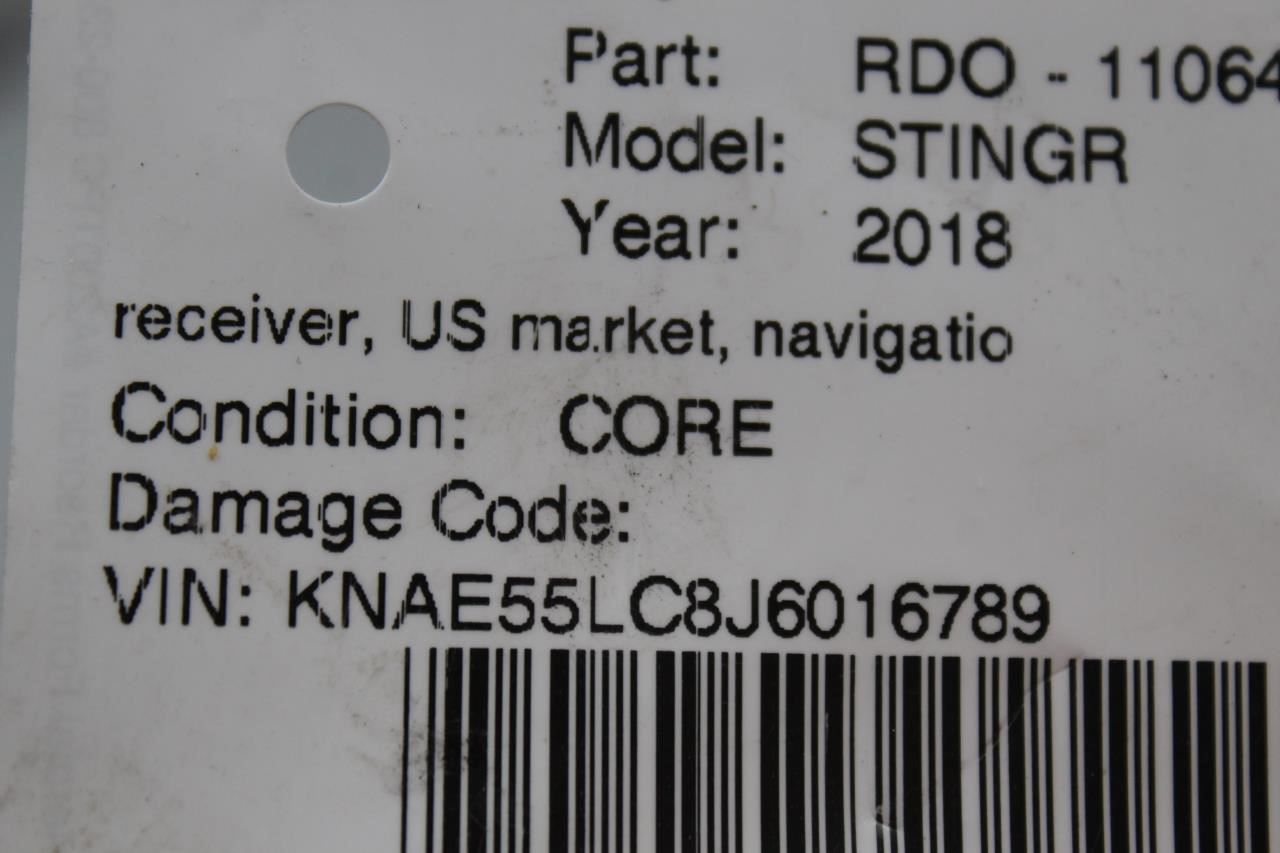 Part: RDO - 11064
Model: STINGR
Year: 2018
receiver, US market, navigatio
Condition: CORE
Damage Code:
VIN: KNAE55LC8J6016789